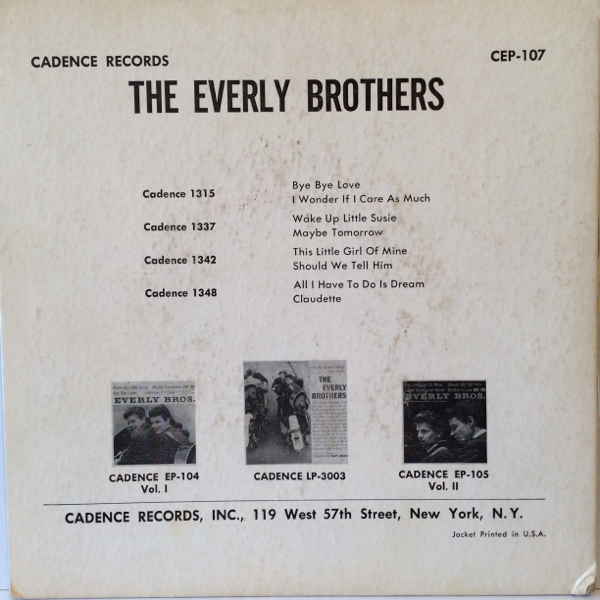 CADENCE RECORDS
CEP-107
THE EVERLY BROTHERS
Cadence 1315
Bye Bye Love
I Wonder If I Care As Much
Cadence 1337
Wake Up Little Susie
Maybe Tomorrow
Cadence 1342
This Little Girl Of Mine
Should We Tell Him
Cadence 1348
All I Have To Do Is Dream
Claudette
EVERLY BROS.
THE
EVERLY
BROTHERS
EVERLY BROS.
CADENCE EP-104
Vol. I
CADENCE LP-3003
CADENCE EP-105
Vol. II
CADENCE RECORDS, INC., 119 West 57th Street, New York, N.Y.
Jacket Printed in U.S.A.